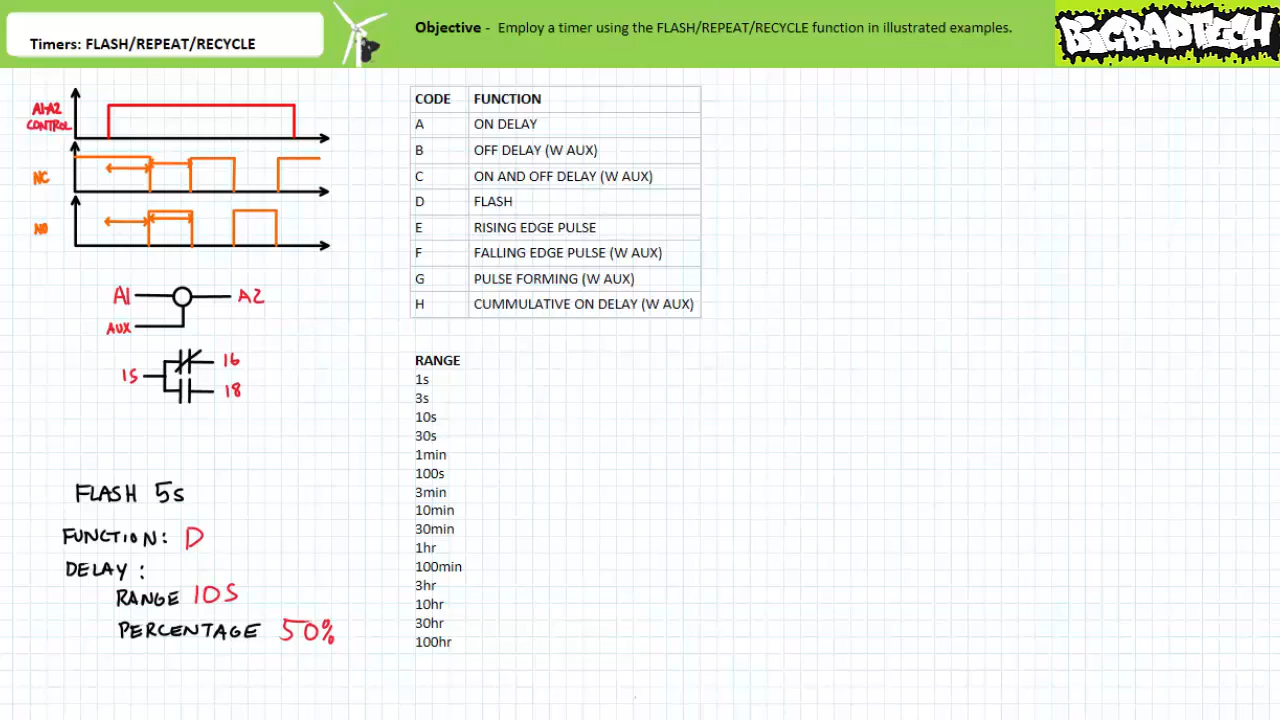 Timers: FLASH/REPEAT/RECYCLE
Objective - Employ a timer using the FLASH/REPEAT/RECYCLE function in illustrated examples.
BIGBADTECH
A1-A2
CONTROL
NC
NO
A1 A2
AUX
15 16
18
FLASH 5s
FUNCTION: D
DELAY:
RANGE 10S
PERCENTAGE 50%
CODE FUNCTION
A ON DELAY
B OFF DELAY (W AUX)
C ON AND OFF DELAY (W AUX)
D FLASH
E RISING EDGE PULSE
F FALLING EDGE PULSE (W AUX)
G PULSE FORMING (W AUX)
H CUMMULATIVE ON DELAY (W AUX)
RANGE
1s
3s
10s
30s
1min
100s
3min
10min
30min
1hr
100min
3hr
10hr
30hr
100hr